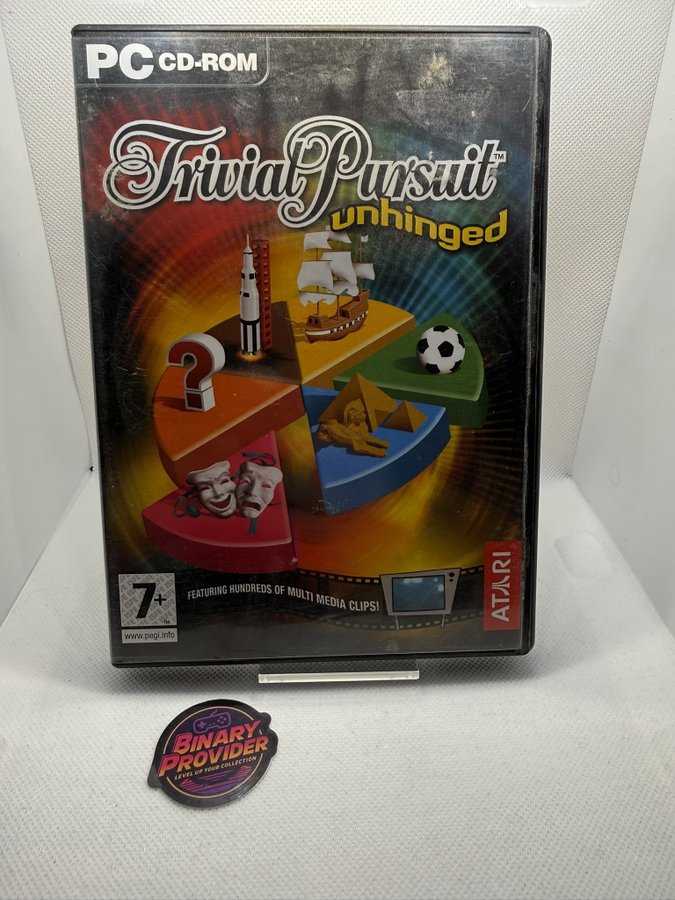 PC CD-ROM
Trivial Pursuit™
unhinged
?
7+
™
www.pegi.info
FEATURING HUNDREDS OF MULTI MEDIA CLIPS!
ATARI
BINARY
PROVIDER
LEVEL UP YOUR COLLECTION